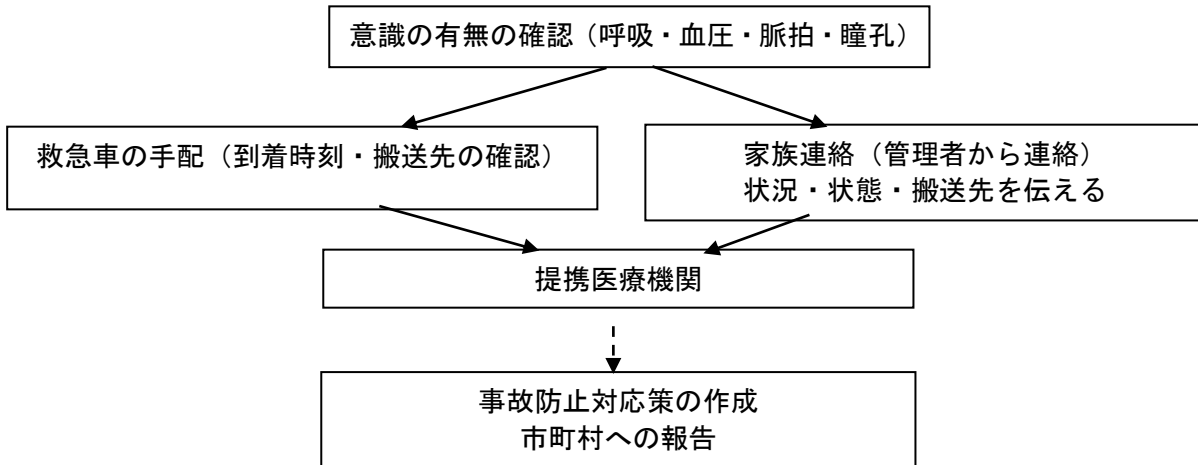 意識の有無の確認（呼吸・血圧・脈拍・瞳孔）
救急車の手配（到着時刻・搬送先の確認）
家族連絡（管理者から連絡）
状況・状態・搬送先を伝える
提携医療機関
事故防止対応策の作成
市町村への報告